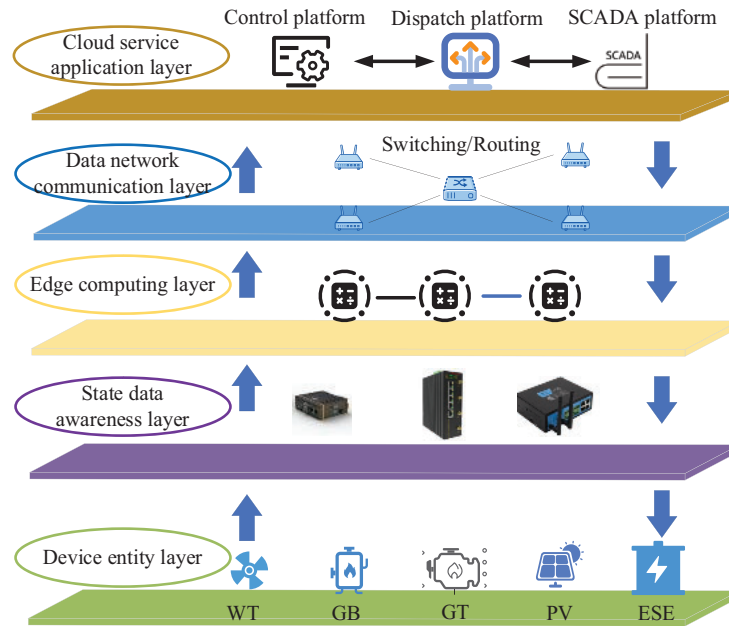 Control platform
Dispatch platform
SCADA platform
Cloud service
application layer
SCADA
Data network
communication layer
Switching/Routing
Edge computing layer
State data
awareness layer
Device entity layer
WT
GB
GT
PV
ESE